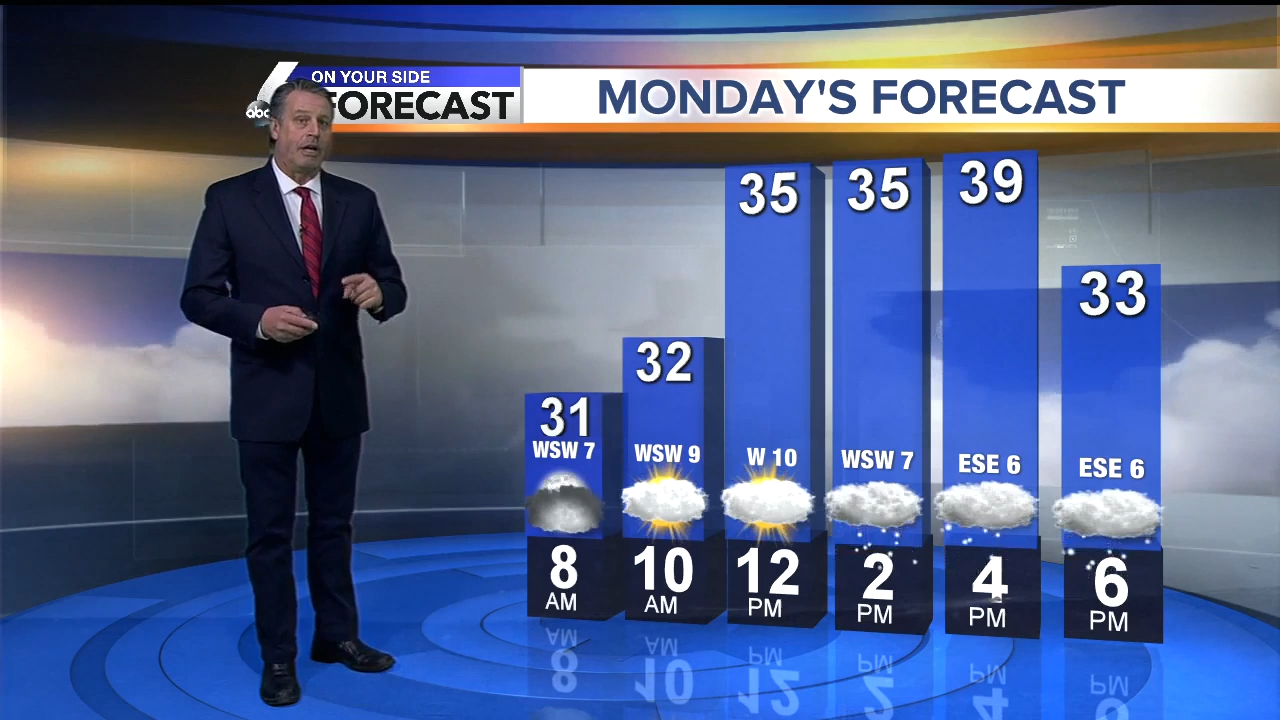 ON YOUR SIDE
abc
FORECAST
MONDAY'S FORECAST
31
WSW 7
8
AM
32
WSW 9
10
AM
35
W 10
12
PM
35
WSW 7
2
PM
39
ESE 6
4
PM
33
ESE 6
6
PM